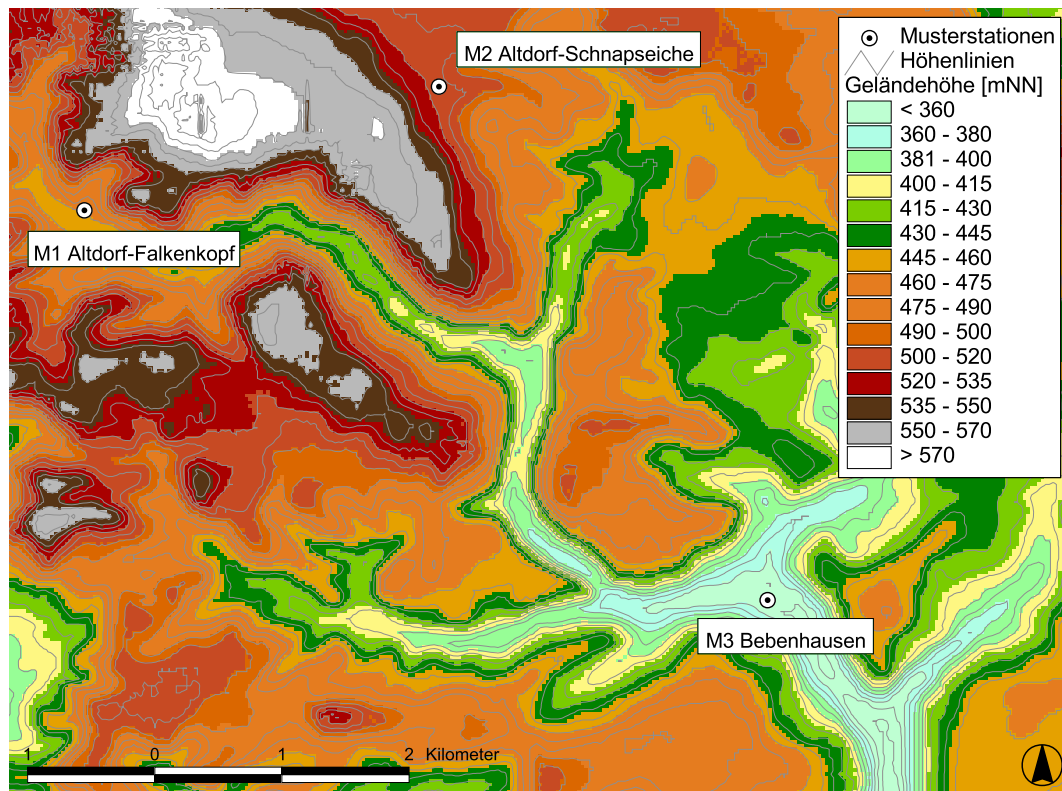 M2 Altdorf-Schnapseiche
M1 Altdorf-Falkenkopf
M3 Bebenhausen
Musterstationen
Höhenlinien
Geländehöhe [mNN]
< 360
360 - 380
381 - 400
400 - 415
415 - 430
430 - 445
445 - 460
460 - 475
475 - 490
490 - 500
500 - 520
520 - 535
535 - 550
550 - 570
> 570
1 0 1 2 Kilometer